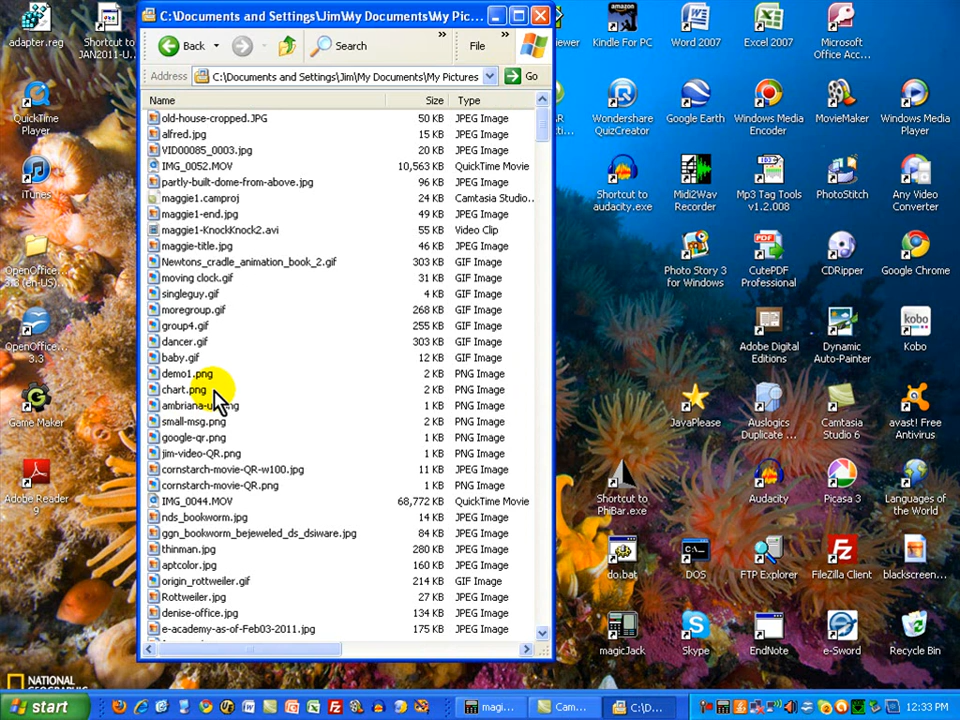 adapter.reg
Shortcut to
JAN2011-U...
QuickTime
Player
iTunes
OpenOffice...
3.3 (en-US)...
OpenOffice...
3.3
Game Maker
Adobe Reader
9
NATIONAL
GEOGRAPHIC
C:\Documents and Settings\Jim\My Documents\My Pic...
Back
Search
File
Address
C:\Documents and Settings\Jim\My Documents\My Pictures
Go
Name Size Type
old-house-cropped.JPG 50 KB JPEG Image
alfred.jpg 15 KB JPEG Image
VID00085_0003.jpg 20 KB JPEG Image
IMG_0052.MOV 10,563 KB QuickTime Movie
partly-built-dome-from-above.jpg 96 KB JPEG Image
maggie1.camproj 24 KB Camtasia Studio...
maggie1-end.jpg 49 KB JPEG Image
maggie1-KnockKnock2.avi 55 KB Video Clip
maggie-title.jpg 46 KB JPEG Image
Newtons_cradle_animation_book_2.gif 303 KB GIF Image
moving clock.gif 31 KB GIF Image
singleguy.gif 4 KB GIF Image
moregroup.gif 268 KB GIF Image
group4.gif 255 KB GIF Image
dancer.gif 303 KB GIF Image
baby.gif 12 KB GIF Image
demo1.png 2 KB PNG Image
chart.png 2 KB PNG Image
1 KB PNG Image
small-msg.png 2 KB PNG Image
google-qr.png 1 KB PNG Image
jim-video-QR.png 1 KB PNG Image
cornstarch-movie-QR-w100.jpg 11 KB JPEG Image
cornstarch-movie-QR.png 1 KB PNG Image
IMG_0044.MOV 68,772 KB QuickTime Movie
nds_bookworm.jpg 14 KB JPEG Image
ggn_bookworm_bejeweled_ds_dsiware.jpg 84 KB JPEG Image
thinman.jpg 280 KB JPEG Image
aptcolor.jpg 160 KB JPEG Image
origin_rottweiler.gif 214 KB GIF Image
Rottweiler.jpg 27 KB JPEG Image
denise-office.jpg 134 KB JPEG Image
e-academy-as-of-Feb03-2011.jpg 175 KB JPEG Image
Kindle For PC
Word 2007
Excel 2007
Microsoft
Office Acc...
Wondershare
QuizCreator
Google Earth
Windows Media
Encoder
MovieMaker
Windows Media
Player
Shortcut to
audacity.exe
Midi2Wav
Recorder
Mp3 Tag Tools
v1.2.008
PhotoStitch
Any Video
Converter
Photo Story 3
for Windows
CutePDF
Professional
CDRipper
Google Chrome
Adobe Digital
Editions
Dynamic
Auto-Painter
kobo
Kobo
JavaPlease
Auslogics
Duplicate ...
Camtasia
Studio 6
avast! Free
Antivirus
Shortcut to
PhiBar.exe
Audacity
Picasa 3
Languages of
the World
do.bat
DOS
FTP Explorer
FileZilla Client
blackscreen...
magicJack
Skype
EndNote
e-Sword
Recycle Bin
start
magi...
Cam...
C:\D...
12:33 PM